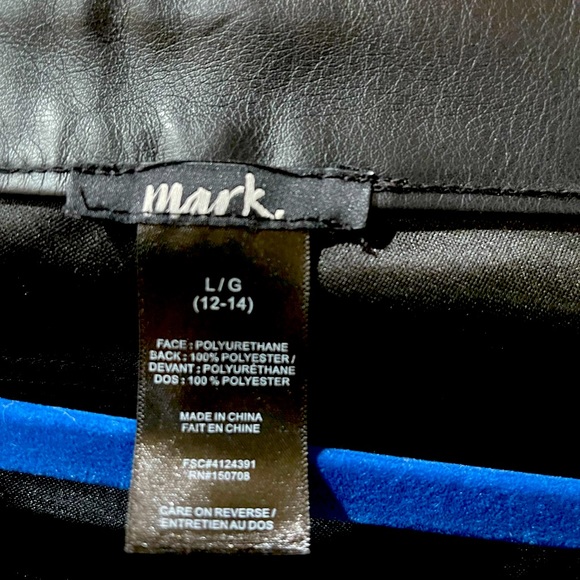 mark.
L / G
(12-14)
FACE : POLYURETHANE
BACK : 100% POLYESTER /
DEVANT : POLYURÉTHANE
DOS : 100 % POLYESTER
MADE IN CHINA
FAIT EN CHINE
FSC#4124391
RN#150708
CARE ON REVERSE /
ENTRETIEN AU DOS